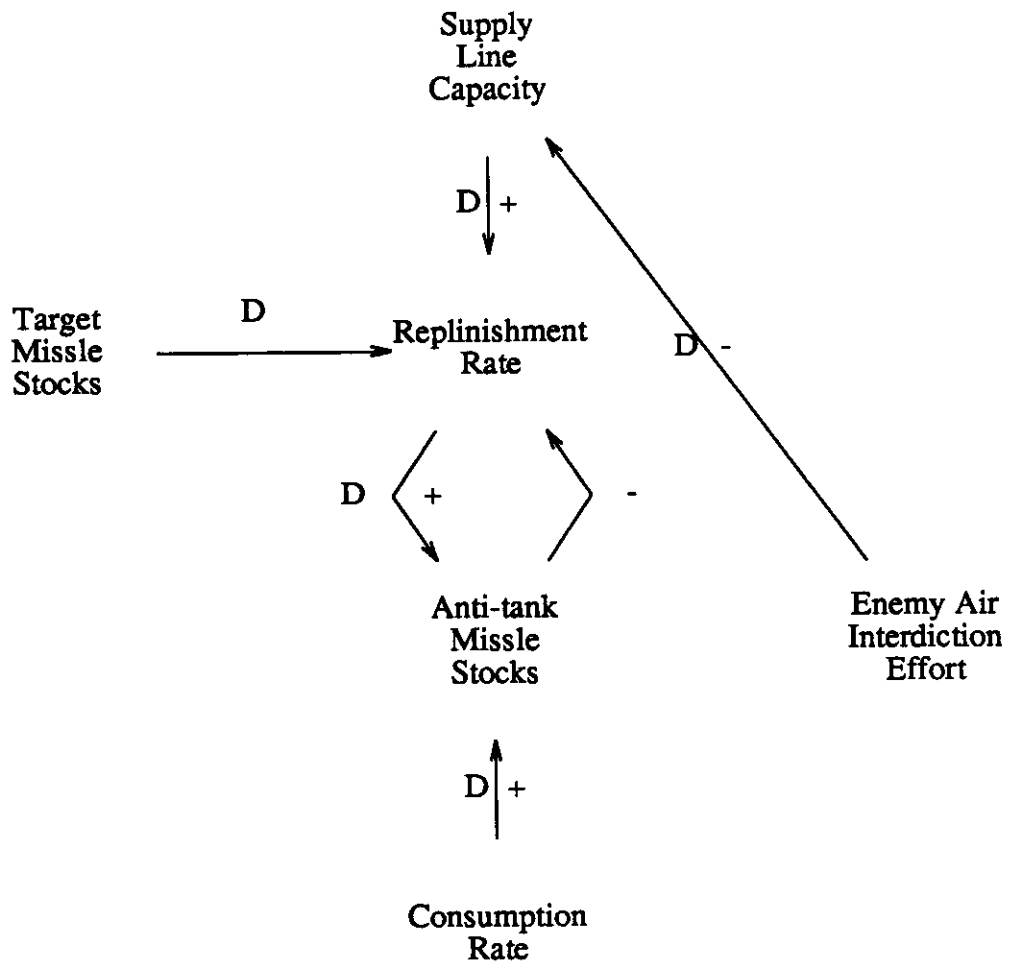 Supply
Line
Capacity
D +
D
Target
Missle
Stocks
Replinishment
Rate
D -
D + -
Anti-tank
Missle
Stocks
Enemy Air
Interdiction
Effort
D +
Consumption
Rate